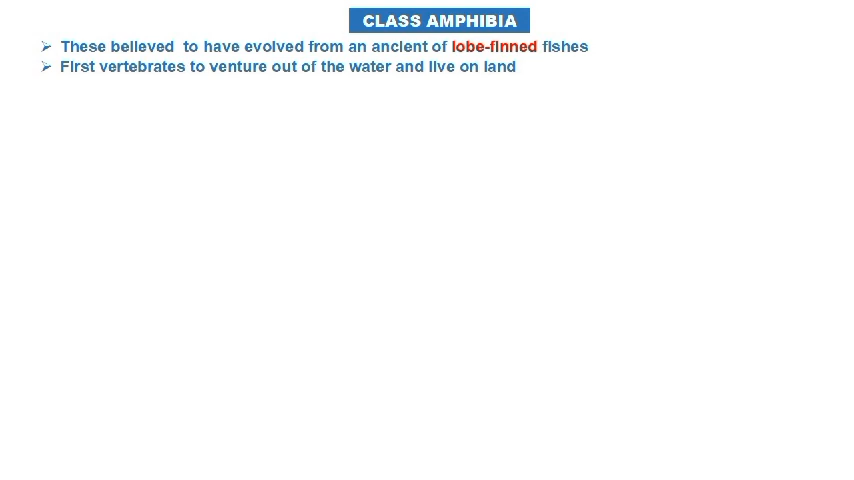 CLASS AMPHIBIA
These believed to have evolved from an ancient of lobe-finned fishes
First vertebrates to venture out of the water and live on land